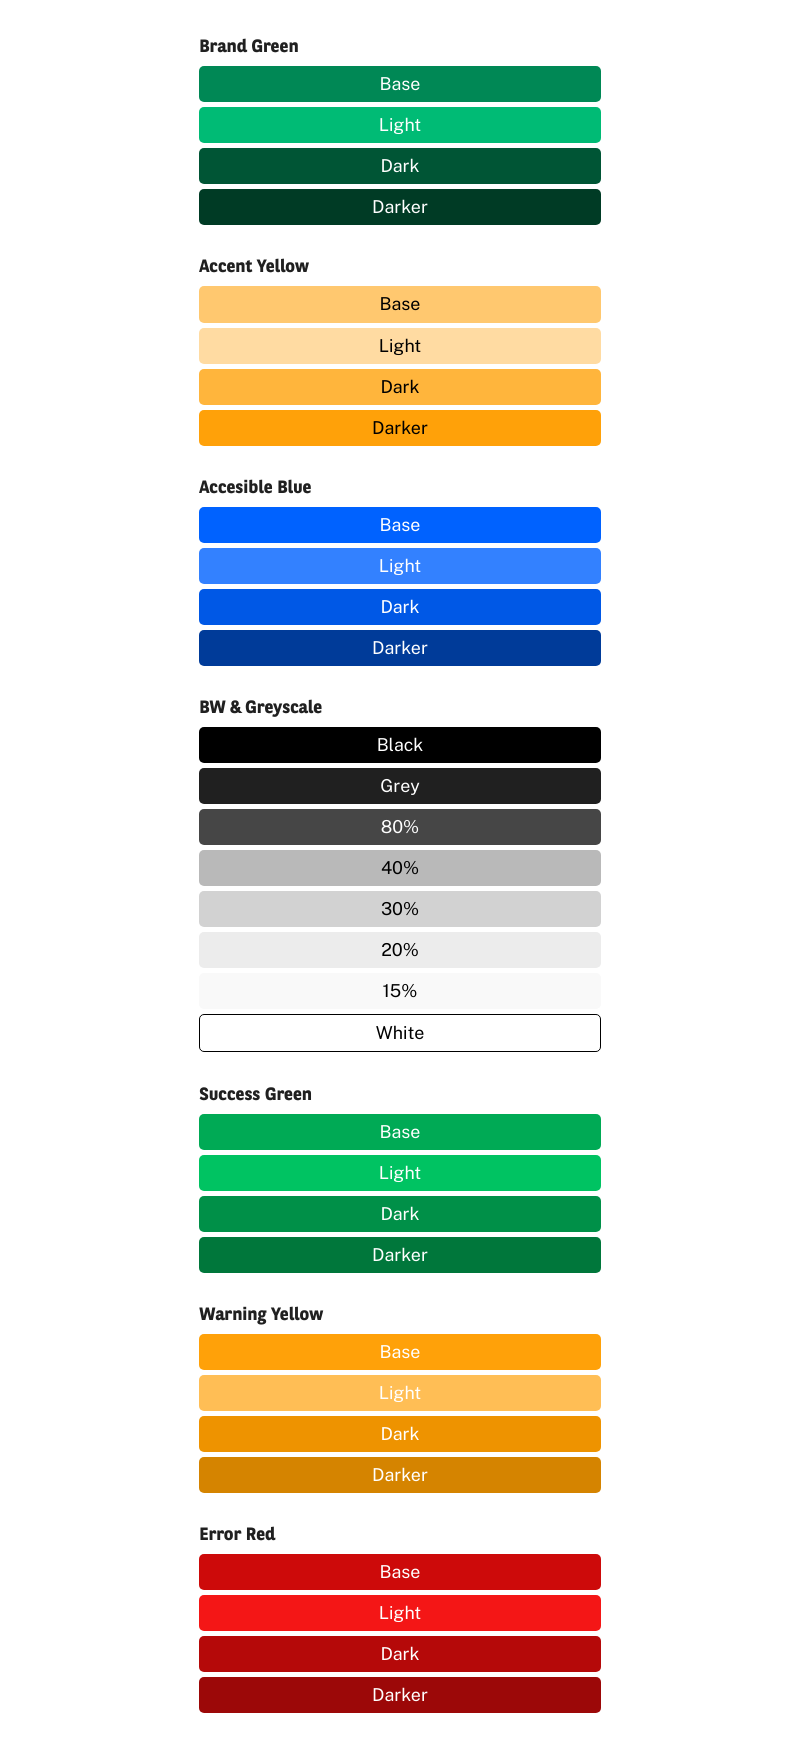 Brand Green
Base
Light
Dark
Darker
Accent Yellow
Base
Light
Dark
Darker
Accesible Blue
Base
Light
Dark
Darker
BW & Greyscale
Black
Grey
80%
40%
30%
20%
15%
White
Success Green
Base
Light
Dark
Darker
Warning Yellow
Base
Light
Dark
Darker
Error Red
Base
Light
Dark
Darker